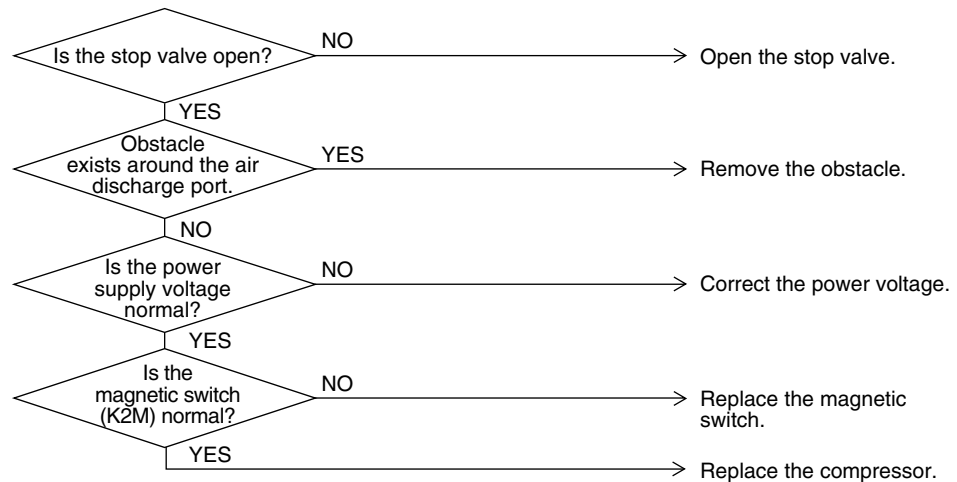 Is the stop valve open?
NO
Open the stop valve.
YES
Obstacle
exists around the air
discharge port.
YES
Remove the obstacle.
NO
Is the power
supply voltage
normal?
NO
Correct the power voltage.
YES
Is the
magnetic switch
(K2M) normal?
NO
Replace the magnetic
switch.
YES
Replace the compressor.